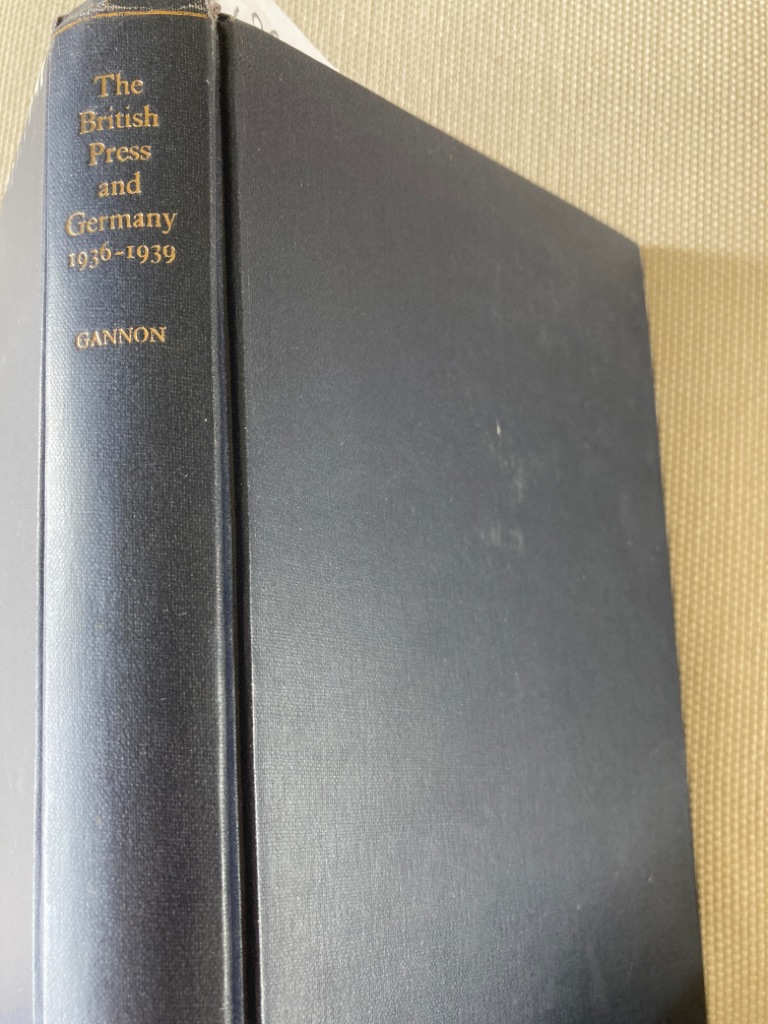 The
British
Press
and
Germany
1936-1939
GANNON